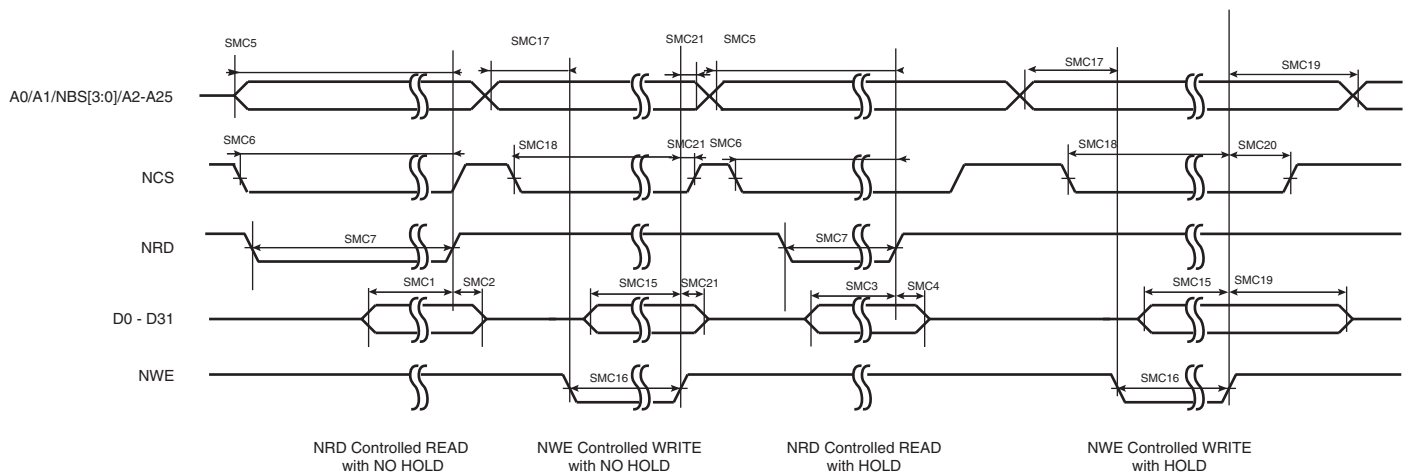 SMC5 SMC17 SMC21 SMC5 SMC17 SMC19
A0/A1/NBS[3:0]/A2-A25
SMC6 SMC18 SMC21 SMC6 SMC18 SMC20
NCS
SMC7 SMC7
NRD
SMC1 SMC2 SMC15 SMC21 SMC3 SMC4 SMC15 SMC19
D0 - D31
NWE
SMC16 SMC16
NRD Controlled READ
with NO HOLD
NWE Controlled WRITE
with NO HOLD
NRD Controlled READ
with HOLD
NWE Controlled WRITE
with HOLD